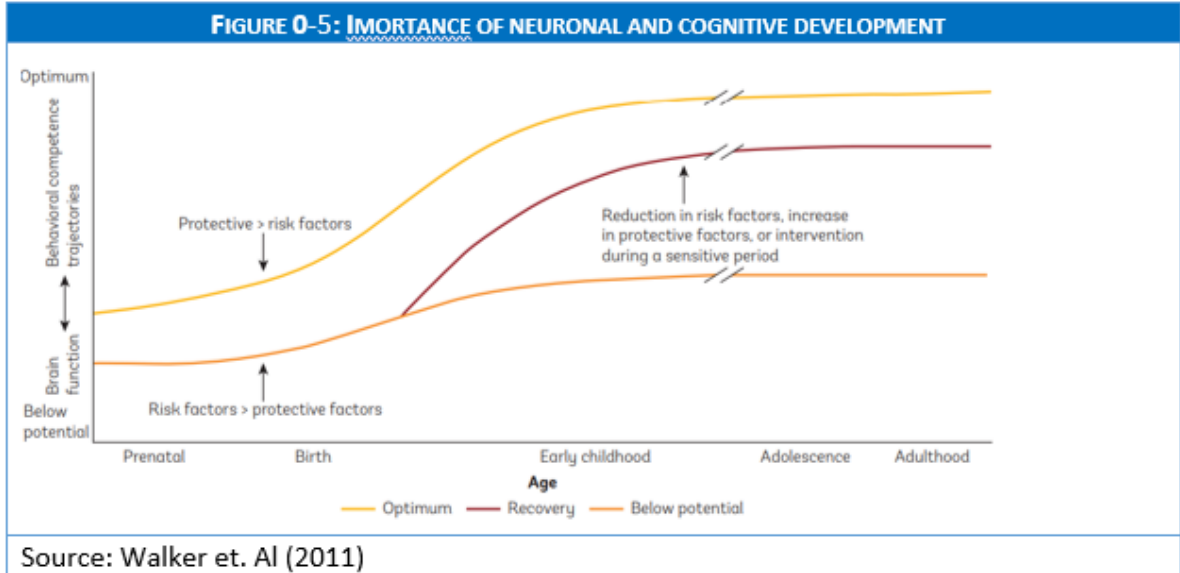 FIGURE 0-5: IMORTANCE OF NEURONAL AND COGNITIVE DEVELOPMENT
Optimum
Behavioral competence
trajectories
Brain
function
Below
potential
Protective > risk factors
Risk factors > protective factors
Reduction in risk factors, increase
in protective factors, or intervention
during a sensitive period
Prenatal Birth Early childhood Adolescence Adulthood
Age
Optimum Recovery Below potential
Source: Walker et. Al (2011)